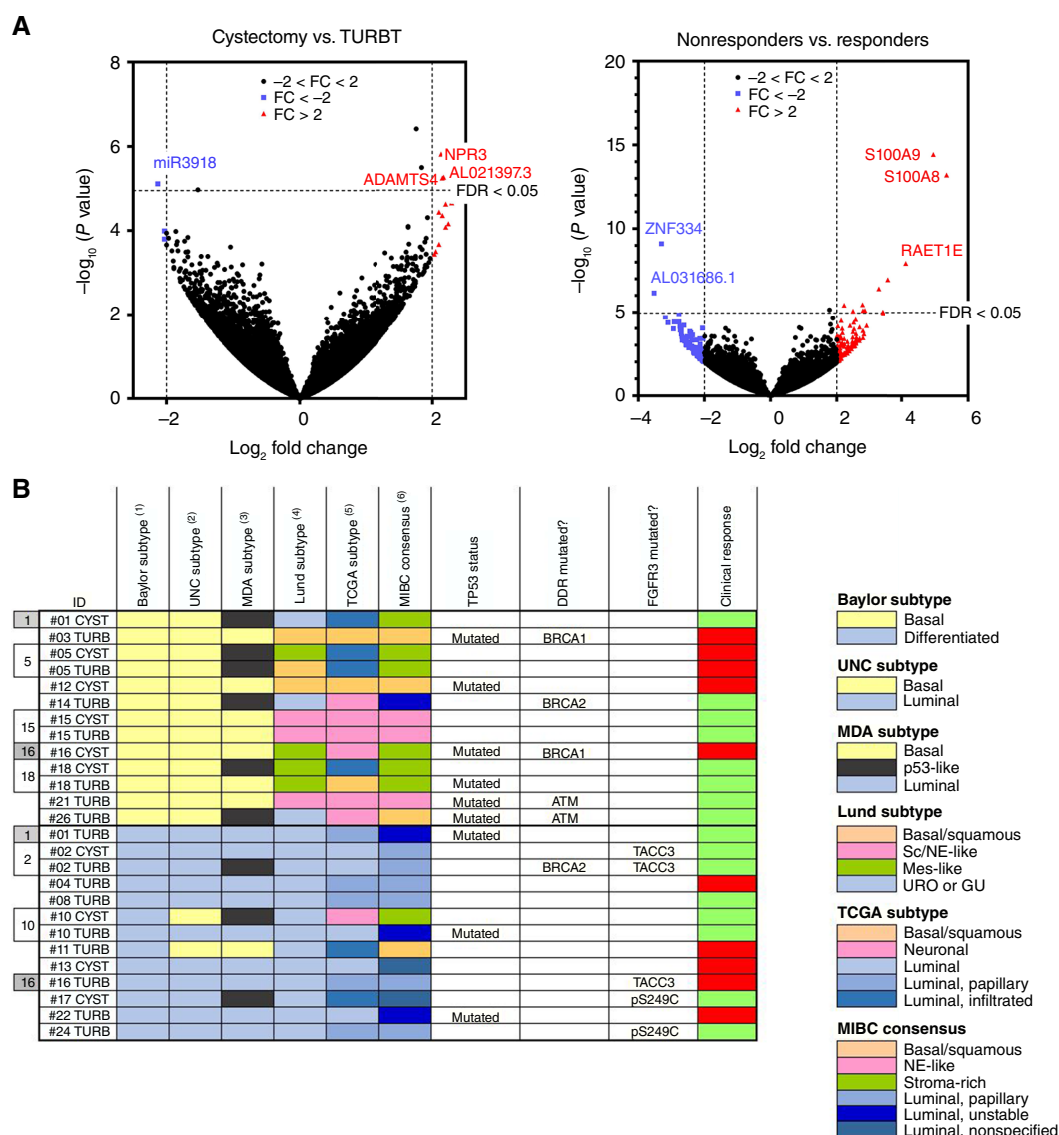 A
Cystectomy vs. TURBT
–2 < FC < 2
FC < –2
FC > 2
miR3918
NPR3
AL021397.3
ADAMTS4
FDR < 0.05
–log10 (P value)
8
6
4
2
0
–2
0
2
Log2 fold change
Nonresponders vs. responders
–2 < FC < 2
FC < –2
FC > 2
S100A9
S100A8
ZNF334
RAET1E
AL031686.1
FDR < 0.05
–log10 (P value)
20
15
10
5
0
–4
–2
0
2
4
6
Log2 fold change
B
ID
Baylor subtype (1)
UNC subtype (2)
MDA subtype (3)
Lund subtype (4)
TCGA subtype (5)
MIBC consensus (6)
TP53 status
DDR mutated?
FGFR3 mutated?
Clinical response
1 #01 CYST
#03 TURB Mutated BRCA1
5 #05 CYST
#05 TURB
#12 CYST Mutated
#14 TURB BRCA2
15 #15 CYST
#15 TURB
16 #16 CYST Mutated BRCA1
18 #18 CYST
#18 TURB Mutated
#21 TURB Mutated ATM
#26 TURB Mutated ATM
1 #01 TURB Mutated
2 #02 CYST TACC3
#02 TURB BRCA2 TACC3
#04 TURB
#08 TURB
10 #10 CYST
#10 TURB Mutated
#11 TURB
#13 CYST
16 #16 TURB TACC3
#17 CYST pS249C
#22 TURB Mutated
#24 TURB pS249C
Baylor subtype
Basal
Differentiated
UNC subtype
Basal
Luminal
MDA subtype
Basal
p53-like
Luminal
Lund subtype
Basal/squamous
Sc/NE-like
Mes-like
URO or GU
TCGA subtype
Basal/squamous
Neuronal
Luminal
Luminal, papillary
Luminal, infiltrated
MIBC consensus
Basal/squamous
NE-like
Stroma-rich
Luminal, papillary
Luminal, unstable
Luminal, nonspecified